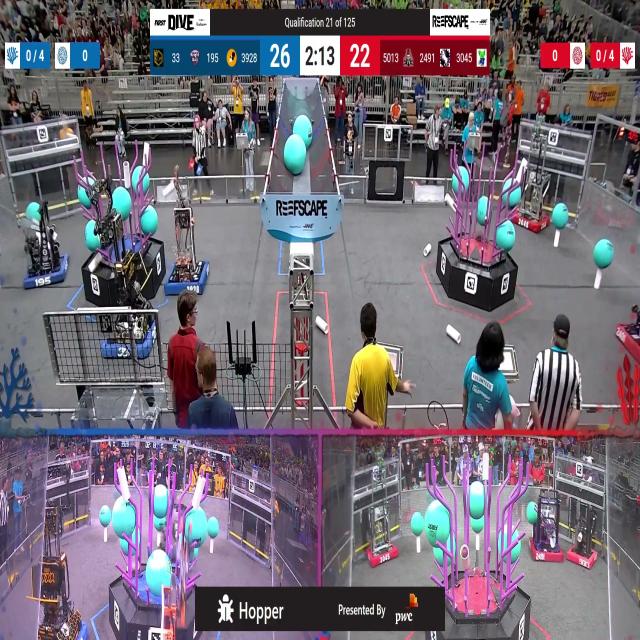 FIRST DIVE
Qualification 21 of 125
REEFSCAPE
0 / 4
0
33
195
3928
26
2:13
22
5013
2491
3045
0
0 / 4
REEFSCAPE
195
Hopper
Presented By
pwc